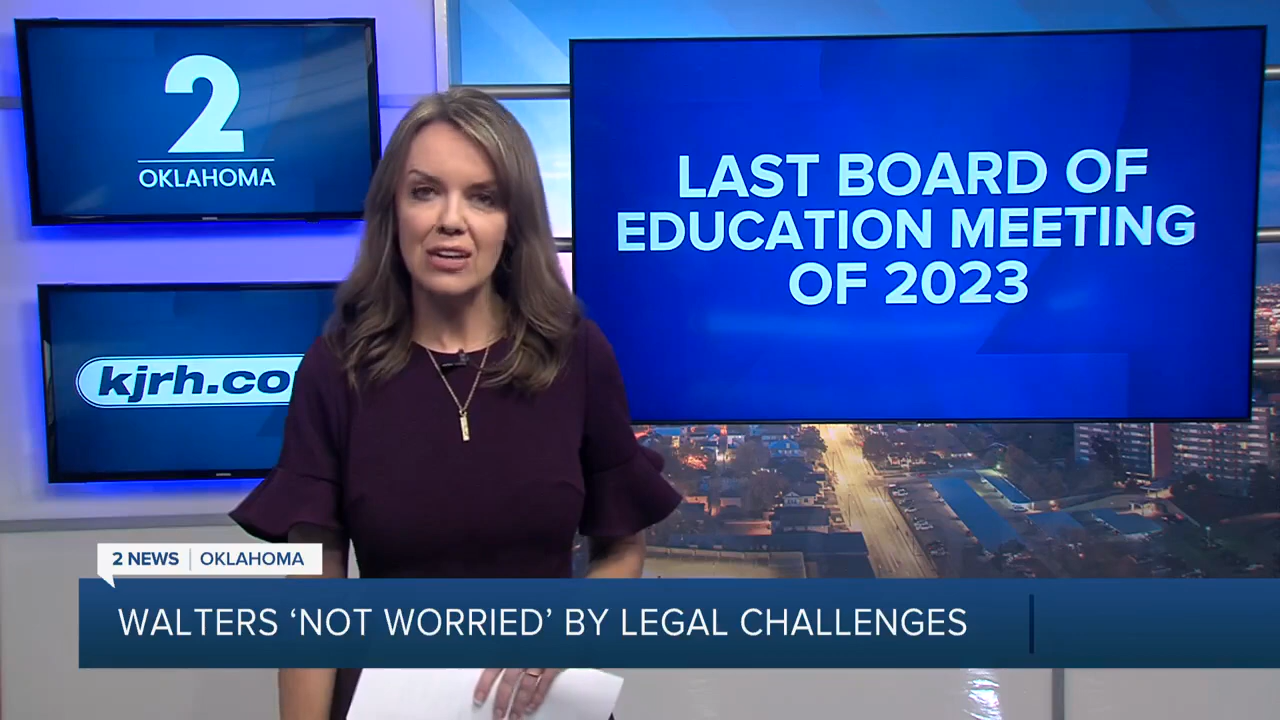 2
OKLAHOMA
LAST BOARD OF
EDUCATION MEETING
OF 2023
kjrh.co
2 NEWS | OKLAHOMA
WALTERS ‘NOT WORRIED’ BY LEGAL CHALLENGES